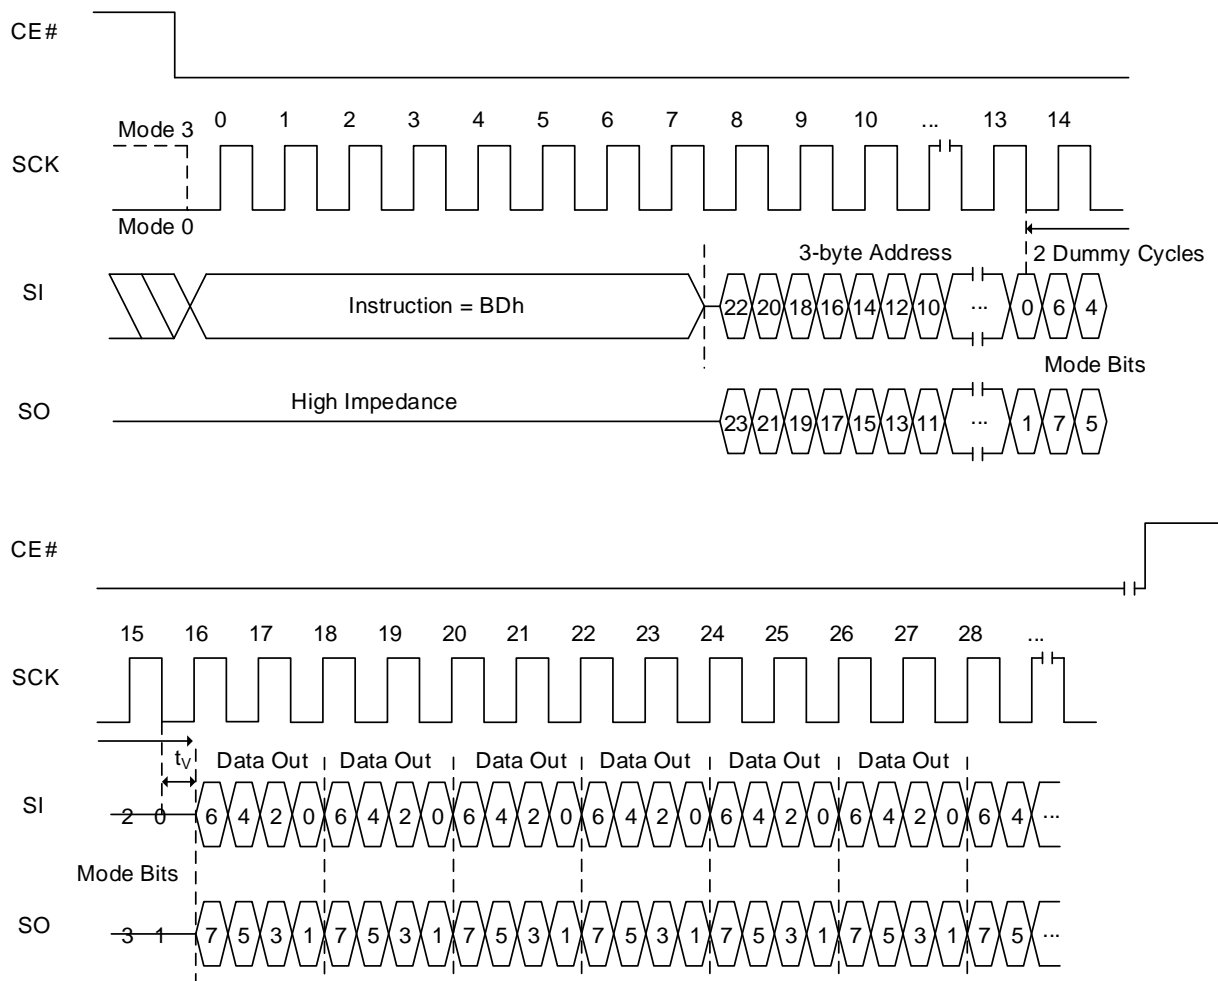 CE#
0 1 2 3 4 5 6 7 8 9 10 ... 13 14
Mode 3
SCK
Mode 0
3-byte Address 2 Dummy Cycles
SI Instruction = BDh 22 20 18 16 14 12 10 ... 0 6 4
Mode Bits
SO High Impedance 23 21 19 17 15 13 11 ... 1 7 5
CE#
15 16 17 18 19 20 21 22 23 24 25 26 27 28 ...
SCK
tV Data Out Data Out Data Out Data Out Data Out Data Out
SI 2 0 6 4 2 0 6 4 2 0 6 4 2 0 6 4 2 0 6 4 2 0 6 4 2 0 6 4 ...
Mode Bits
SO 3 1 7 5 3 1 7 5 3 1 7 5 3 1 7 5 3 1 7 5 3 1 7 5 3 1 7 5 ...